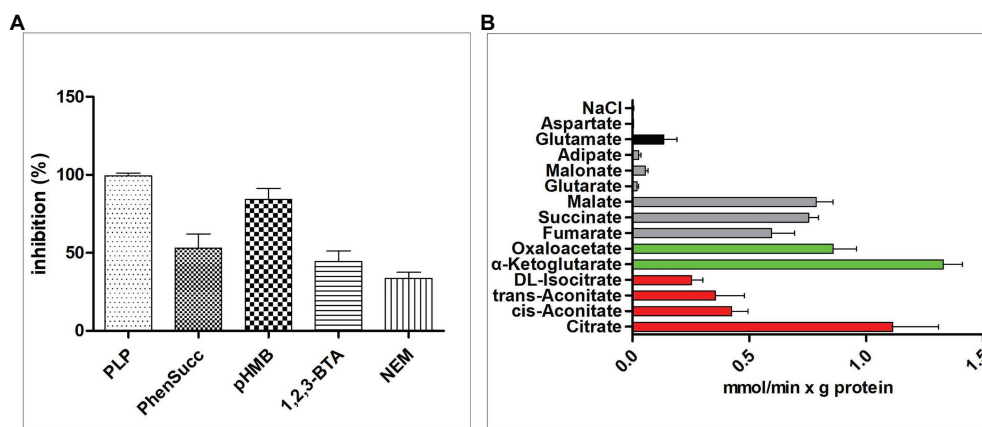 A
inhibition (%)
150
100
50
0
PLP
PhenSucc
pHMB
1,2,3-BTA
NEM
B
NaCl
Aspartate
Glutamate
Adipate
Malonate
Glutarate
Malate
Succinate
Fumarate
Oxaloacetate
α-Ketoglutarate
DL-Isocitrate
trans-Aconitate
cis-Aconitate
Citrate
0.0
0.5
1.0
1.5
mmol/min x g protein